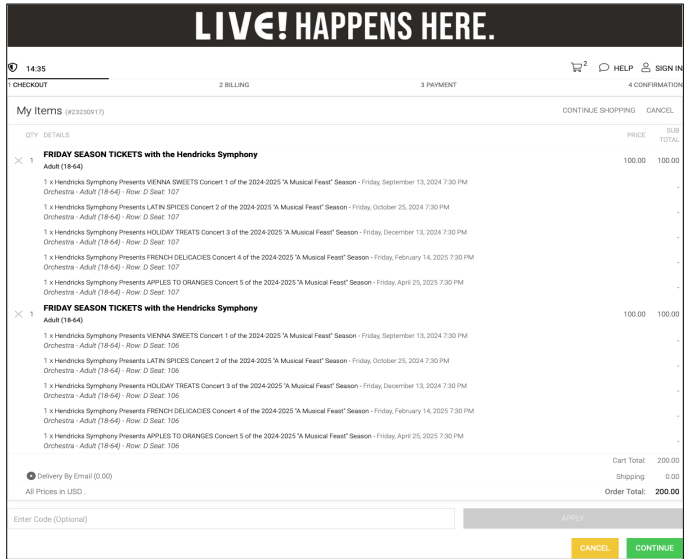 LIVE! HAPPENS HERE.
14:35
2
HELP
SIGN IN
1 CHECKOUT
2 BILLING
3 PAYMENT
4 CONFIRMATION
My Items (#23230917)
CONTINUE SHOPPING
CANCEL
QTY DETAILS
PRICE
SUB TOTAL
1 FRIDAY SEASON TICKETS with the Hendricks Symphony
100.00 100.00
Adult (18-64)
1 x Hendricks Symphony Presents VIENNA SWEETS Concert 1 of the 2024-2025 "A Musical Feast" Season - Friday, September 13, 2024 7:30 PM
-
Orchestra - Adult (18-64) - Row: D Seat: 107
1 x Hendricks Symphony Presents LATIN SPICES Concert 2 of the 2024-2025 "A Musical Feast" Season - Friday, October 25, 2024 7:30 PM
-
Orchestra - Adult (18-64) - Row: D Seat: 107
1 x Hendricks Symphony Presents HOLIDAY TREATS Concert 3 of the 2024-2025 "A Musical Feast" Season - Friday, December 13, 2024 7:30 PM
-
Orchestra - Adult (18-64) - Row: D Seat: 107
1 x Hendricks Symphony Presents FRENCH DELICACIES Concert 4 of the 2024-2025 "A Musical Feast" Season - Friday, February 14, 2025 7:30 PM
-
Orchestra - Adult (18-64) - Row: D Seat: 107
1 x Hendricks Symphony Presents APPLES TO ORANGES Concert 5 of the 2024-2025 "A Musical Feast" Season - Friday, April 25, 2025 7:30 PM
-
Orchestra - Adult (18-64) - Row: D Seat: 107
1 FRIDAY SEASON TICKETS with the Hendricks Symphony
100.00 100.00
Adult (18-64)
1 x Hendricks Symphony Presents VIENNA SWEETS Concert 1 of the 2024-2025 "A Musical Feast" Season - Friday, September 13, 2024 7:30 PM
-
Orchestra - Adult (18-64) - Row: D Seat: 106
1 x Hendricks Symphony Presents LATIN SPICES Concert 2 of the 2024-2025 "A Musical Feast" Season - Friday, October 25, 2024 7:30 PM
-
Orchestra - Adult (18-64) - Row: D Seat: 106
1 x Hendricks Symphony Presents HOLIDAY TREATS Concert 3 of the 2024-2025 "A Musical Feast" Season - Friday, December 13, 2024 7:30 PM
-
Orchestra - Adult (18-64) - Row: D Seat: 106
1 x Hendricks Symphony Presents FRENCH DELICACIES Concert 4 of the 2024-2025 "A Musical Feast" Season - Friday, February 14, 2025 7:30 PM
-
Orchestra - Adult (18-64) - Row: D Seat: 106
1 x Hendricks Symphony Presents APPLES TO ORANGES Concert 5 of the 2024-2025 "A Musical Feast" Season - Friday, April 25, 2025 7:30 PM
-
Orchestra - Adult (18-64) - Row: D Seat: 106
Cart Total: 200.00
Delivery By Email (0.00)
Shipping: 0.00
All Prices in USD .
Order Total: 200.00
Enter Code (Optional)
APPLY
CANCEL
CONTINUE